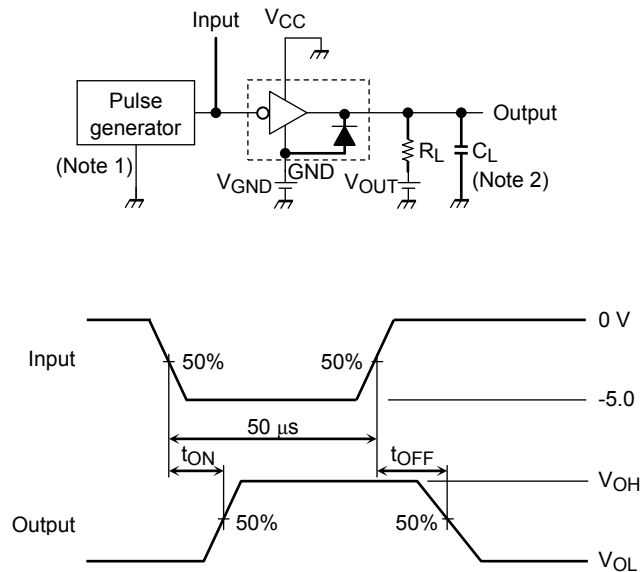 Input
VCC
Pulse
generator
(Note 1)
Output
RL
CL
(Note 2)
VGND
GND
VOUT
0 V
Input
50%
50%
-5.0
50 μs
tON
tOFF
VOH
Output
50%
50%
VOL